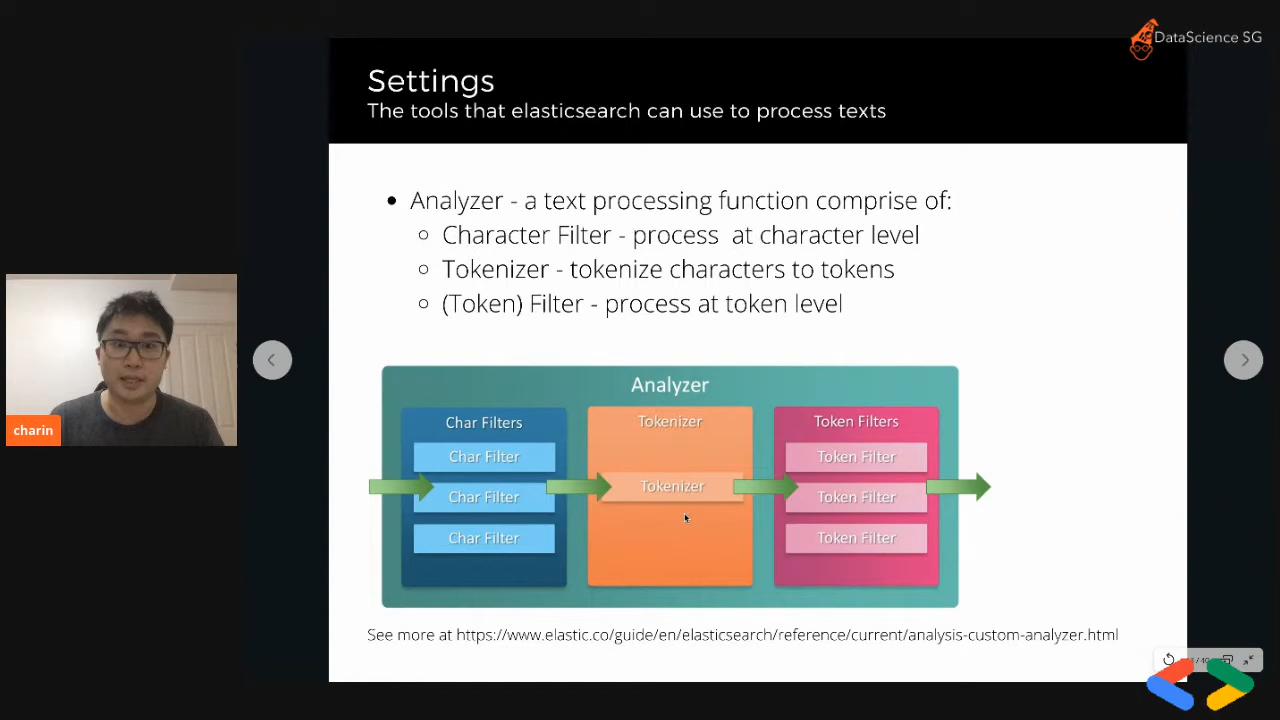 DataScience SG
Settings
The tools that elasticsearch can use to process texts
Analyzer - a text processing function comprise of:
Character Filter - process at character level
Tokenizer - tokenize characters to tokens
(Token) Filter - process at token level
charin
Analyzer
Char Filters
Char Filter
Char Filter
Char Filter
Tokenizer
Tokenizer
Token Filters
Token Filter
Token Filter
Token Filter
See more at https://www.elastic.co/guide/en/elasticsearch/reference/current/analysis-custom-analyzer.html